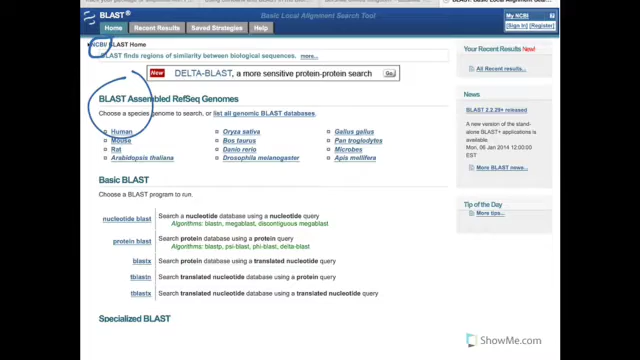 BLAST®
Basic Local Alignment Search Tool
My NCBI
[Sign In] [Register]
Home Recent Results Saved Strategies Help
NCBI/ BLAST Home
BLAST finds regions of similarity between biological sequences. more...
New DELTA-BLAST, a more sensitive protein-protein search Go
BLAST Assembled RefSeq Genomes
Choose a species genome to search, or list all genomic BLAST databases.
Human Oryza sativa Gallus gallus
Mouse Bos taurus Pan troglodytes
Rat Danio rerio Microbes
Arabidopsis thaliana Drosophila melanogaster Apis mellifera
Basic BLAST
Choose a BLAST program to run.
nucleotide blast Search a nucleotide database using a nucleotide query
Algorithms: blastn, megablast, discontiguous megablast
protein blast Search protein database using a protein query
Algorithms: blastp, psi-blast, phi-blast, delta-blast
blastx Search protein database using a translated nucleotide query
tblastn Search translated nucleotide database using a protein query
tblastx Search translated nucleotide database using a translated nucleotide query
Specialized BLAST
Your Recent Results New!
All Recent results...
News
BLAST 2.2.29+ released
A new version of the stand-
alone BLAST+ applications is
available.
Mon, 06 Jan 2014 12:00:00
EST
More BLAST news...
Tip of the Day
More tips...
ShowMe.com